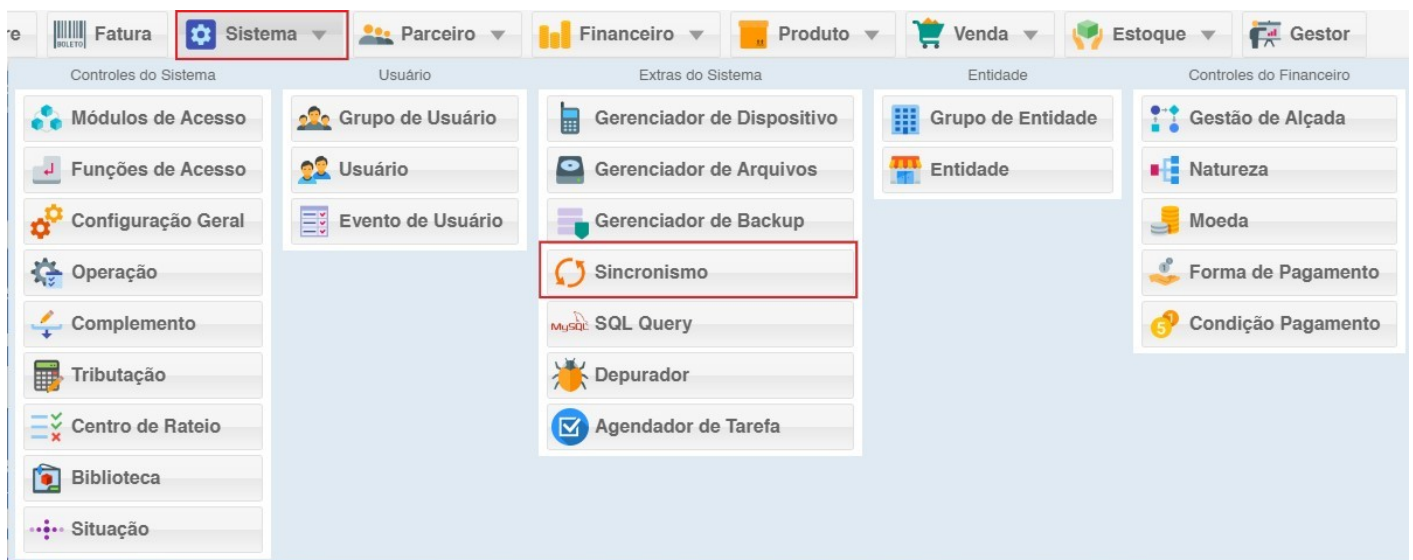 e
BOLETO
Fatura
Sistema
Parceiro
Financeiro
Produto
Venda
Estoque
Gestor
Controles do Sistema
Módulos de Acesso
Funções de Acesso
Configuração Geral
Operação
Complemento
Tributação
Centro de Rateio
Biblioteca
Situação
Usuário
Grupo de Usuário
Usuário
Evento de Usuário
Extras do Sistema
Gerenciador de Dispositivo
Gerenciador de Arquivos
Gerenciador de Backup
Sincronismo
MySQL SQL Query
Depurador
Agendador de Tarefa
Entidade
Grupo de Entidade
Entidade
Controles do Financeiro
Gestão de Alçada
Natureza
Moeda
Forma de Pagamento
Condição Pagamento